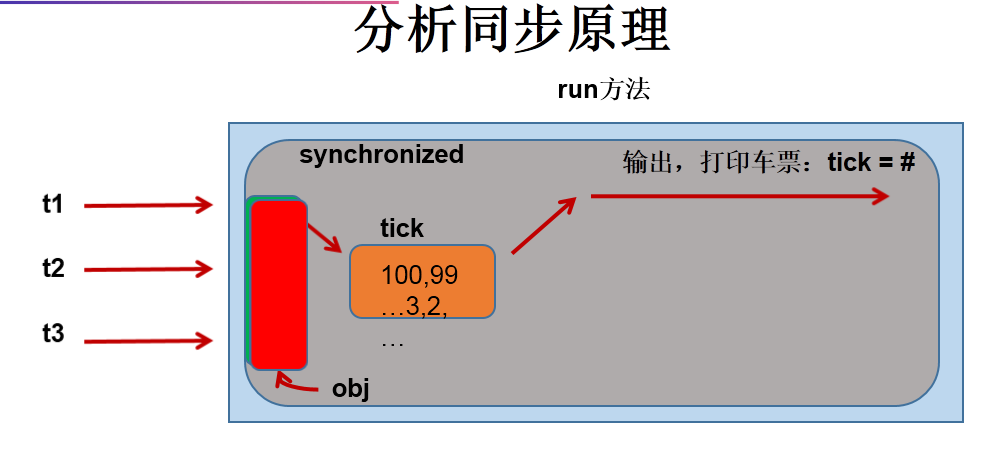 分析同步原理
run方法
synchronized
输出，打印车票：tick = #
t1
tick
t2
100,99
…3,2,
t3
…
obj